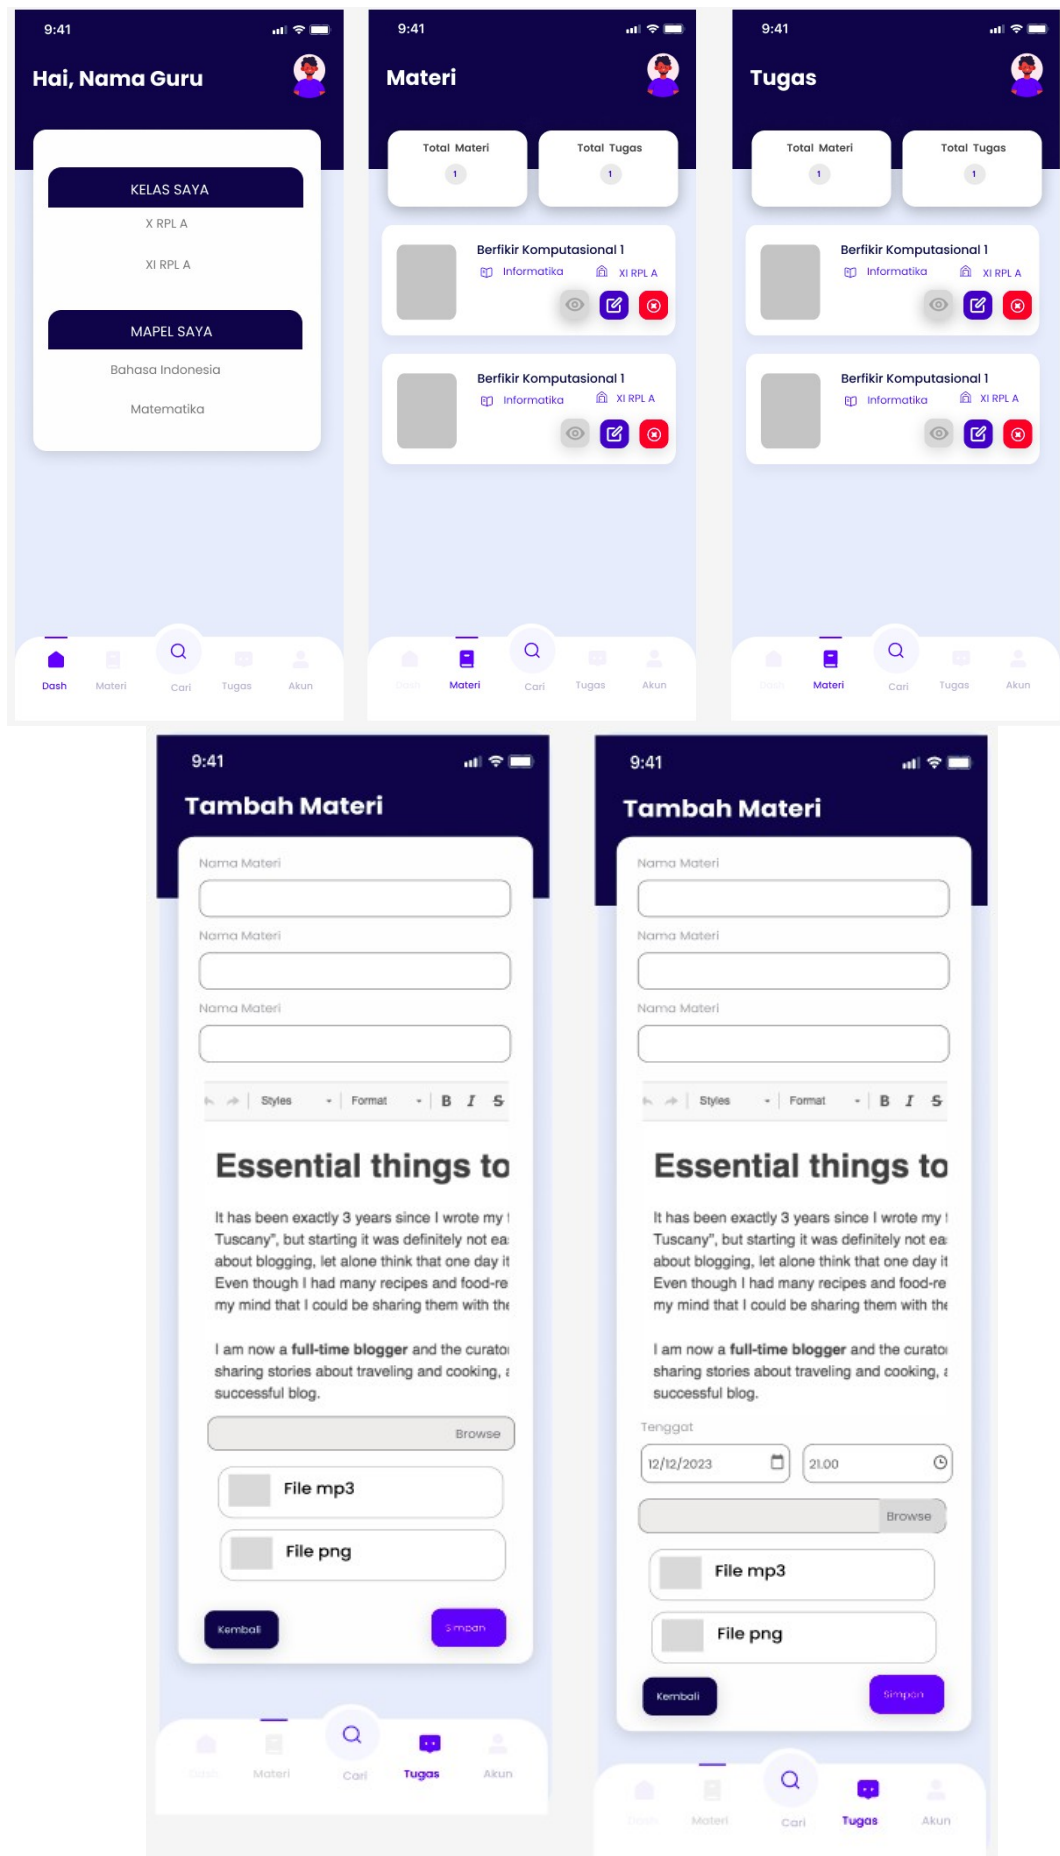 9:41
Hai, Nama Guru
KELAS SAYA
X RPL A
XI RPL A
MAPEL SAYA
Bahasa Indonesia
Matematika
Dash Materi Cari Tugas Akun
9:41
Materi
Total Materi Total Tugas
1 1
Berfikir Komputasional 1
Informatika XI RPL A
Berfikir Komputasional 1
Informatika XI RPL A
Dash Materi Cari Tugas Akun
9:41
Tugas
Total Materi Total Tugas
1 1
Berfikir Komputasional 1
Informatika XI RPL A
Berfikir Komputasional 1
Informatika XI RPL A
Dash Materi Cari Tugas Akun
9:41
Tambah Materi
Nama Materi
Nama Materi
Nama Materi
Styles Format B I S
Essential things to
It has been exactly 3 years since I wrote my
Tuscany”, but starting it was definitely not ea
about blogging, let alone think that one day it
Even though I had many recipes and food-re
my mind that I could be sharing them with the
I am now a full-time blogger and the curator
sharing stories about traveling and cooking, a
successful blog.
Browse
File mp3
File png
Kembali Simpan
Dash Materi Cari Tugas Akun
9:41
Tambah Materi
Nama Materi
Nama Materi
Nama Materi
Styles Format B I S
Essential things to
It has been exactly 3 years since I wrote my
Tuscany”, but starting it was definitely not ea
about blogging, let alone think that one day it
Even though I had many recipes and food-re
my mind that I could be sharing them with the
I am now a full-time blogger and the curator
sharing stories about traveling and cooking, a
successful blog.
Tenggat
12/12/2023 21.00
Browse
File mp3
File png
Kembali Simpan
Dash Materi Cari Tugas Akun